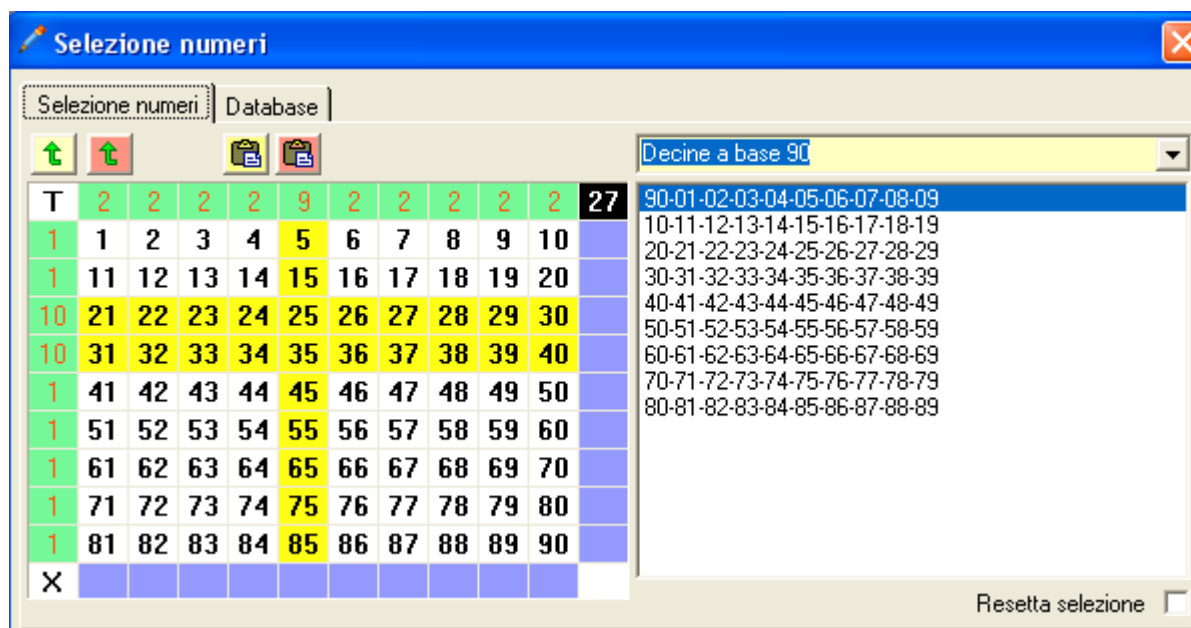 Selezione numeri
Selezione numeri Database
Decine a base 90
T 2 2 2 2 9 2 2 2 2 2 27
1 1 2 3 4 5 6 7 8 9 10
1 11 12 13 14 15 16 17 18 19 20
10 21 22 23 24 25 26 27 28 29 30
10 31 32 33 34 35 36 37 38 39 40
1 41 42 43 44 45 46 47 48 49 50
1 51 52 53 54 55 56 57 58 59 60
1 61 62 63 64 65 66 67 68 69 70
1 71 72 73 74 75 76 77 78 79 80
1 81 82 83 84 85 86 87 88 89 90
X
90-01-02-03-04-05-06-07-08-09
10-11-12-13-14-15-16-17-18-19
20-21-22-23-24-25-26-27-28-29
30-31-32-33-34-35-36-37-38-39
40-41-42-43-44-45-46-47-48-49
50-51-52-53-54-55-56-57-58-59
60-61-62-63-64-65-66-67-68-69
70-71-72-73-74-75-76-77-78-79
80-81-82-83-84-85-86-87-88-89
Resetta selezione